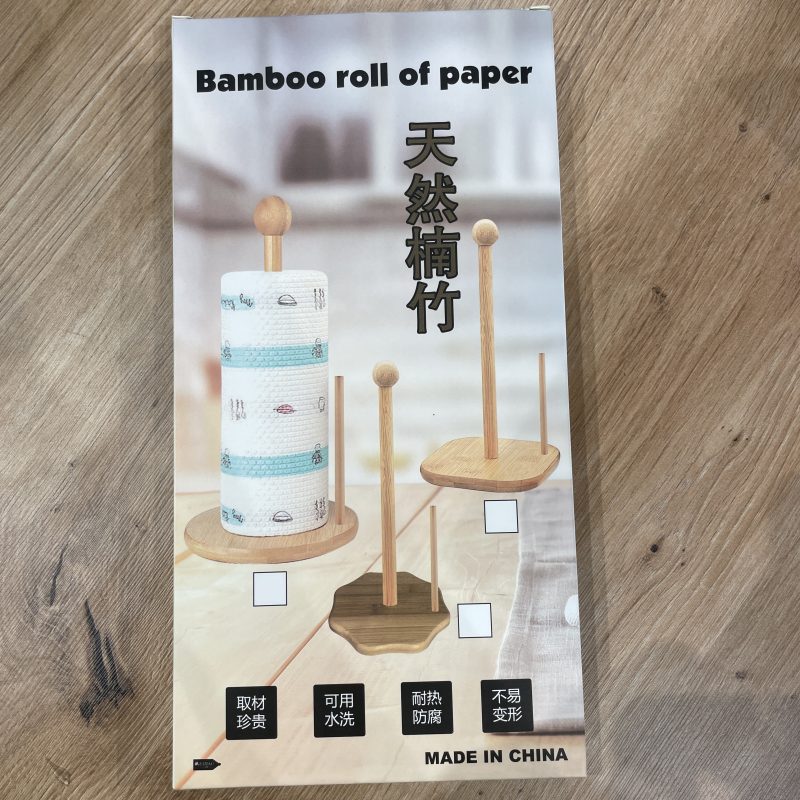 Bamboo roll of paper
天然楠竹
取材
珍贵
可用
水洗
耐热
防腐
不易
变形
MADE IN CHINA